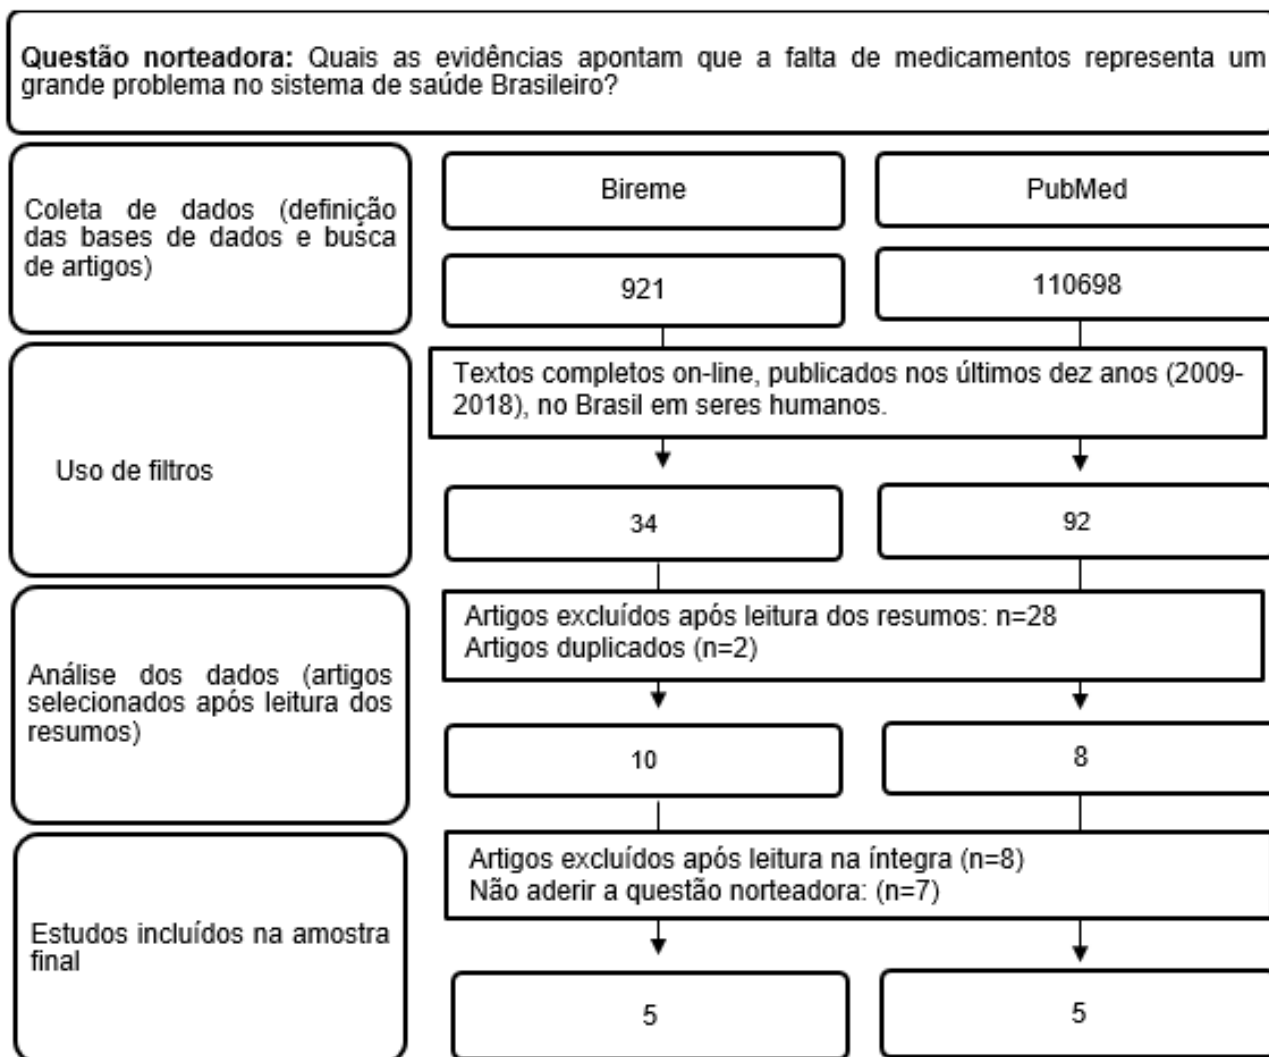 Questão norteadora: Quais as evidências apontam que a falta de medicamentos representa um
grande problema no sistema de saúde Brasileiro?
Coleta de dados (definição
das bases de dados e busca
de artigos)
Bireme
PubMed
921
110698
Textos completos on-line, publicados nos últimos dez anos (2009-
2018), no Brasil em seres humanos.
Uso de filtros
34
92
Artigos excluídos após leitura dos resumos: n=28
Artigos duplicados (n=2)
Análise dos dados (artigos
selecionados após leitura dos
resumos)
10
8
Artigos excluídos após leitura na íntegra (n=8)
Não aderir a questão norteadora: (n=7)
Estudos incluídos na amostra
final
5
5